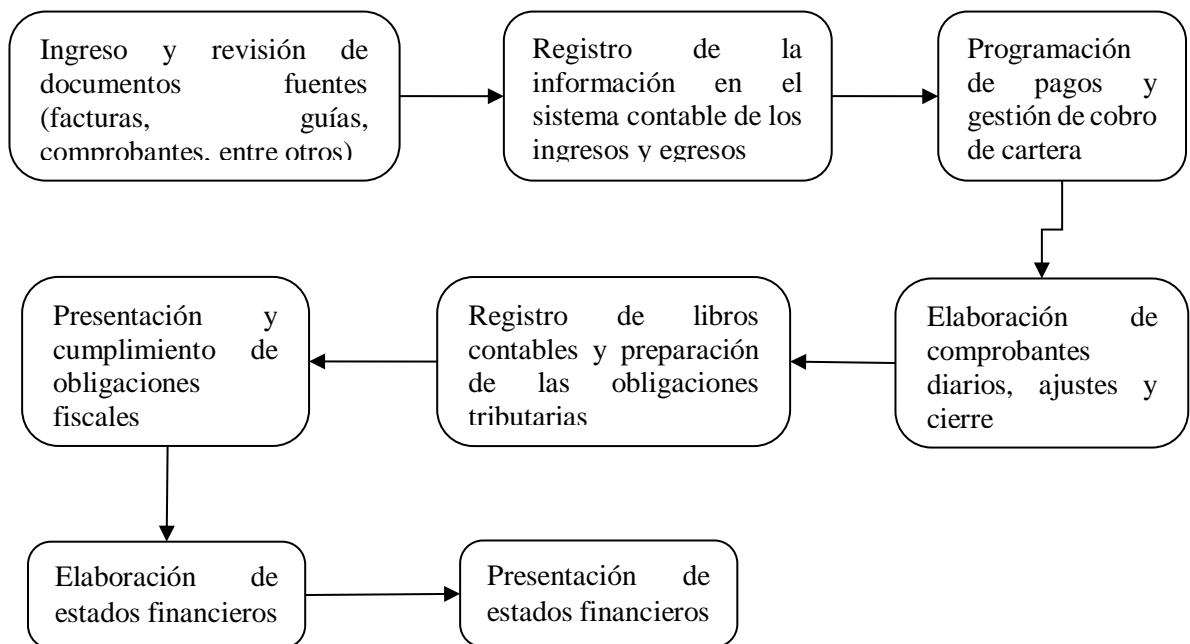 Ingreso y revisión de
documentos fuentes
(facturas, guías,
comprobantes, entre otros)
Registro de la
información en el
sistema contable de los
ingresos y egresos
Programación
de pagos y
gestión de cobro
de cartera
Elaboración de
comprobantes
diarios, ajustes y
cierre
Registro de libros
contables y preparación
de las obligaciones
tributarias
Presentación y
cumplimiento de
obligaciones
fiscales
Elaboración de
estados financieros
Presentación de
estados financieros